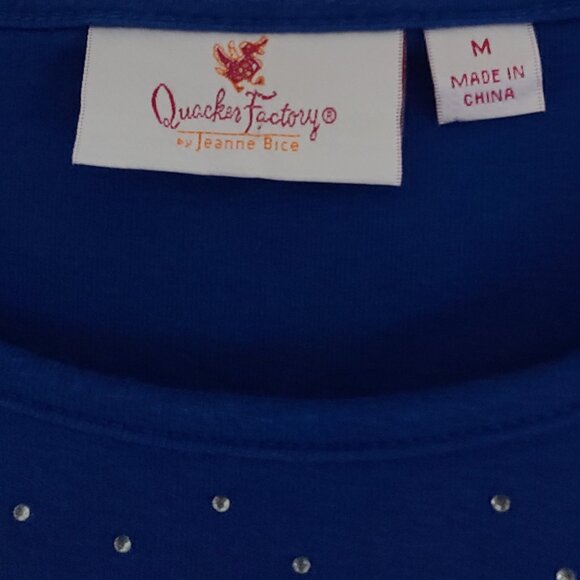 Quacker Factory®
by Jeanne Bice
M
MADE IN
CHINA